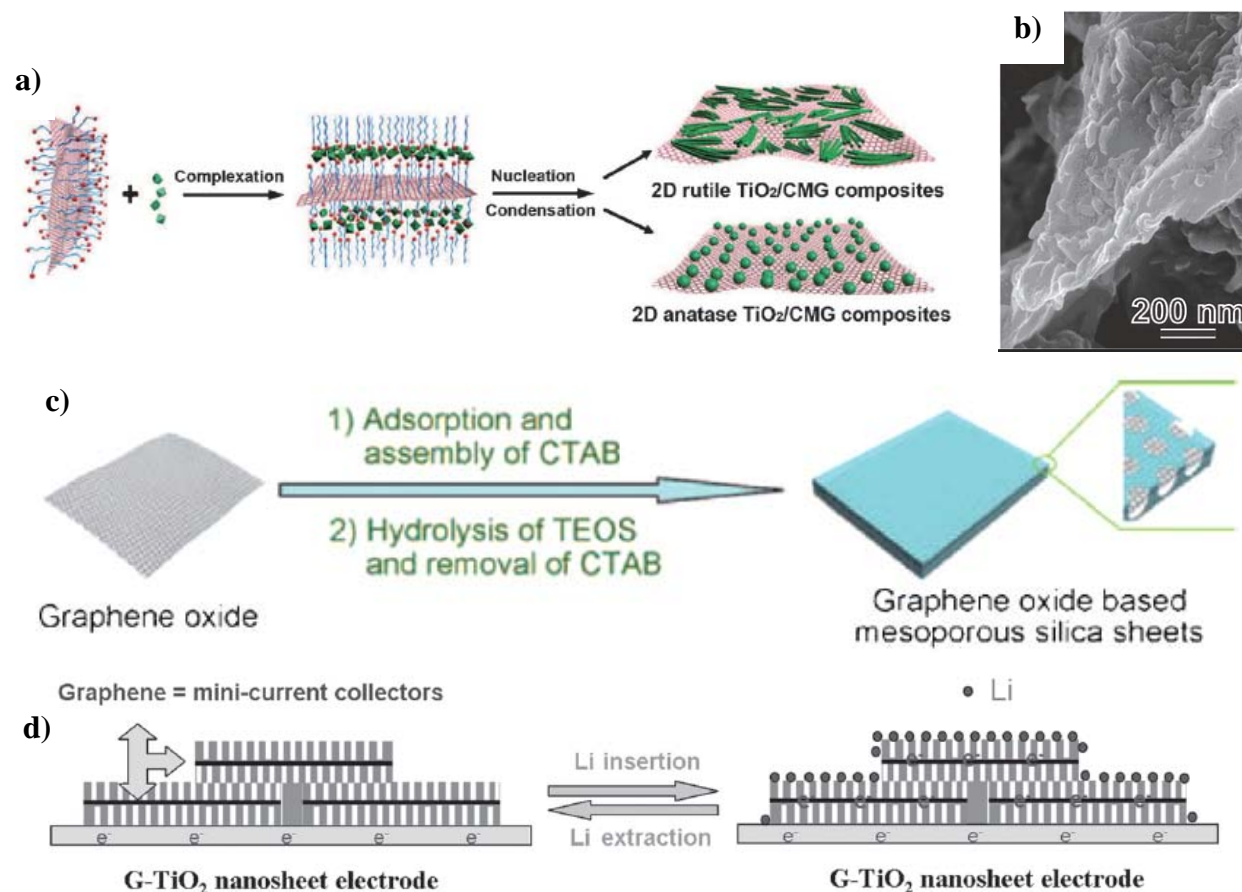 a)
+
Complexation
Nucleation
Condensation
2D rutile TiO₂/CMG composites
2D anatase TiO₂/CMG composites
b)
200 nm
c)
1) Adsorption and
assembly of CTAB
2) Hydrolysis of TEOS
and removal of CTAB
Graphene oxide
Graphene oxide based
mesoporous silica sheets
Graphene = mini-current collectors
Li
d)
Li insertion
Li extraction
e⁻ e⁻ e⁻
e⁻ e⁻ e⁻ e⁻ e⁻ e⁻
e⁻ e⁻ e⁻ e⁻ e⁻
e⁻ e⁻ e⁻ e⁻ e⁻
G-TiO₂ nanosheet electrode
G-TiO₂ nanosheet electrode